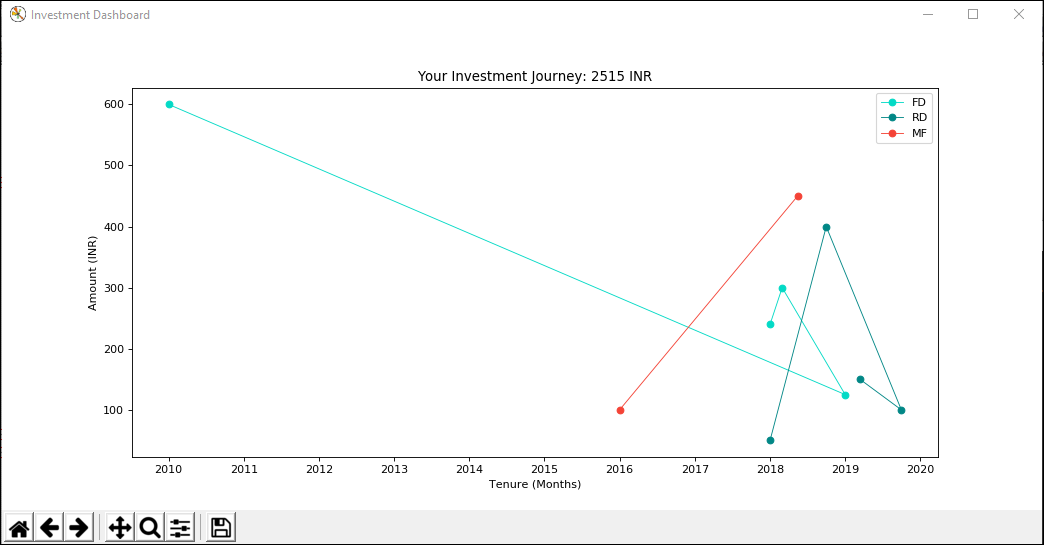 Investment Dashboard
Your Investment Journey: 2515 INR
FD
RD
MF
Amount (INR)
600
500
400
300
200
100
2010 2011 2012 2013 2014 2015 2016 2017 2018 2019 2020
Tenure (Months)